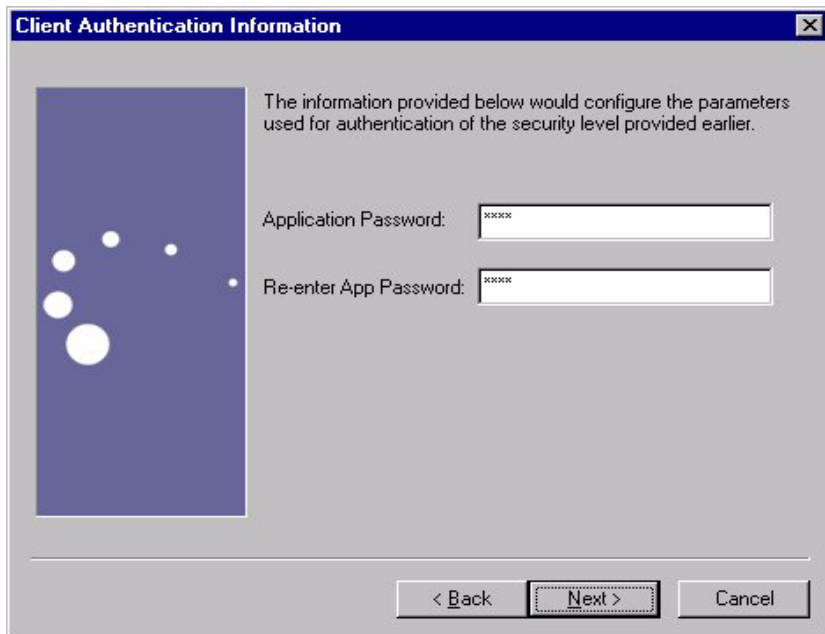 Client Authentication Information
The information provided below would configure the parameters
used for authentication of the security level provided earlier.
Application Password: ****
Re-enter App Password: ****
< Back Next > Cancel